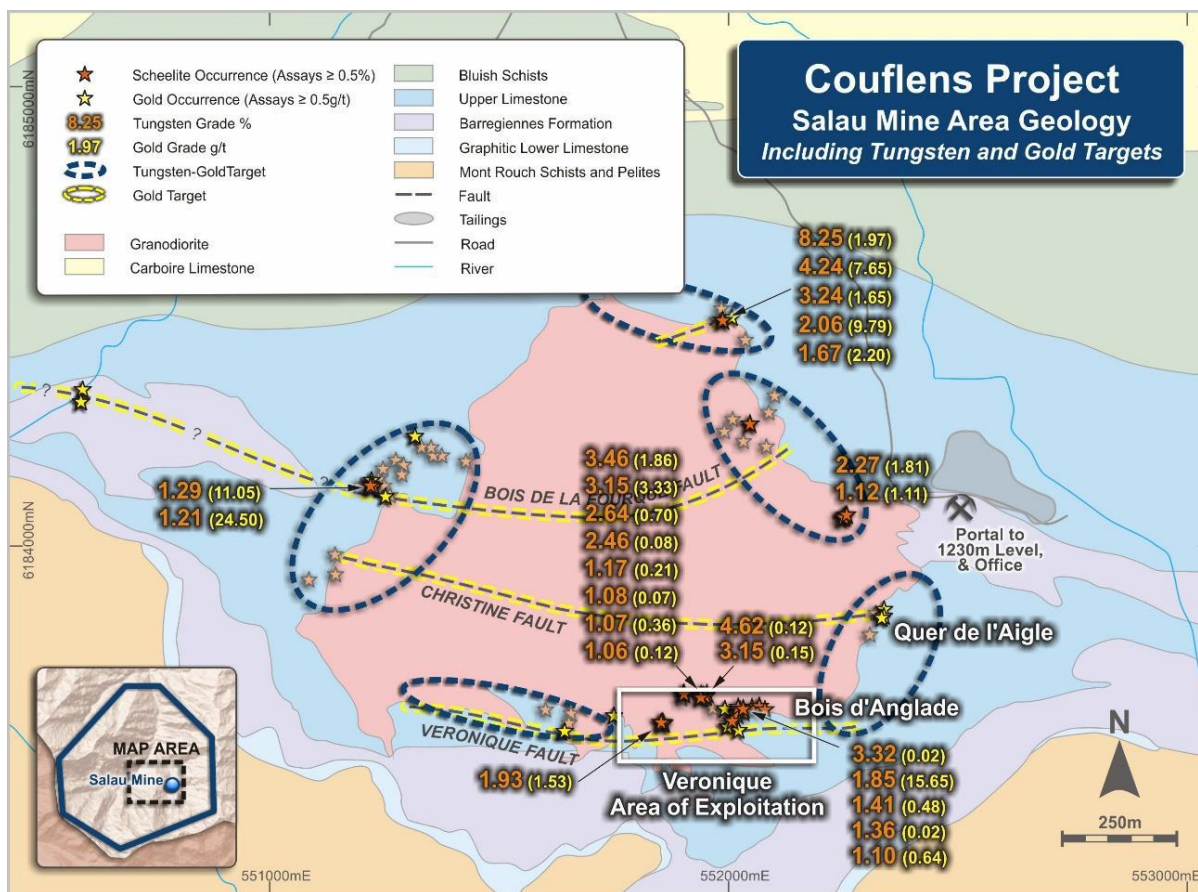 Couflens Project
Salau Mine Area Geology
Including Tungsten and Gold Targets
Scheelite Occurrence (Assays ≥ 0.5%)
Gold Occurrence (Assays ≥ 0.5g/t)
8.25 Tungsten Grade %
1.97 Gold Grade g/t
Tungsten-GoldTarget
Gold Target
Granodiorite
Carboire Limestone
Bluish Schists
Upper Limestone
Barregiennes Formation
Graphitic Lower Limestone
Mont Rouch Schists and Pelites
Fault
Tailings
Road
River
6185000mN
6184000mN
8.25 (1.97)
4.24 (7.65)
3.24 (1.65)
2.06 (9.79)
1.67 (2.20)
?
?
?
1.29 (11.05)
1.21 (24.50)
BOIS DE LA FOURQUE FAULT
3.46 (1.86)
3.15 (3.33)
2.64 (0.70)
2.46 (0.08)
1.17 (0.21)
1.08 (0.07)
1.07 (0.36)
1.06 (0.12)
2.27 (1.81)
1.12 (1.11)
Portal to
1230m Level,
& Office
CHRISTINE FAULT
4.62 (0.12)
3.15 (0.15)
Quer de l'Aigle
Bois d'Anglade
VERONIQUE FAULT
1.93 (1.53)
Veronique
Area of Exploitation
3.32 (0.02)
1.85 (15.65)
1.41 (0.48)
1.36 (0.02)
1.10 (0.64)
MAP AREA
Salau Mine
N
250m
551000mE
552000mE
553000mE